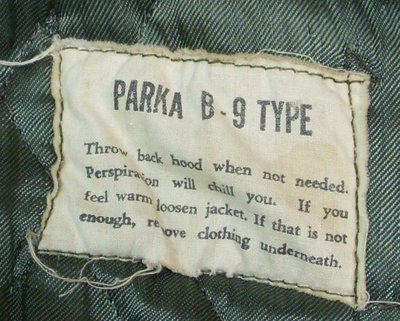 PARKA B-9 TYPE
Throw back hood when not needed.
Perspiration will chill you. If you
feel warm loosen jacket. If that is not
enough, remove clothing underneath.